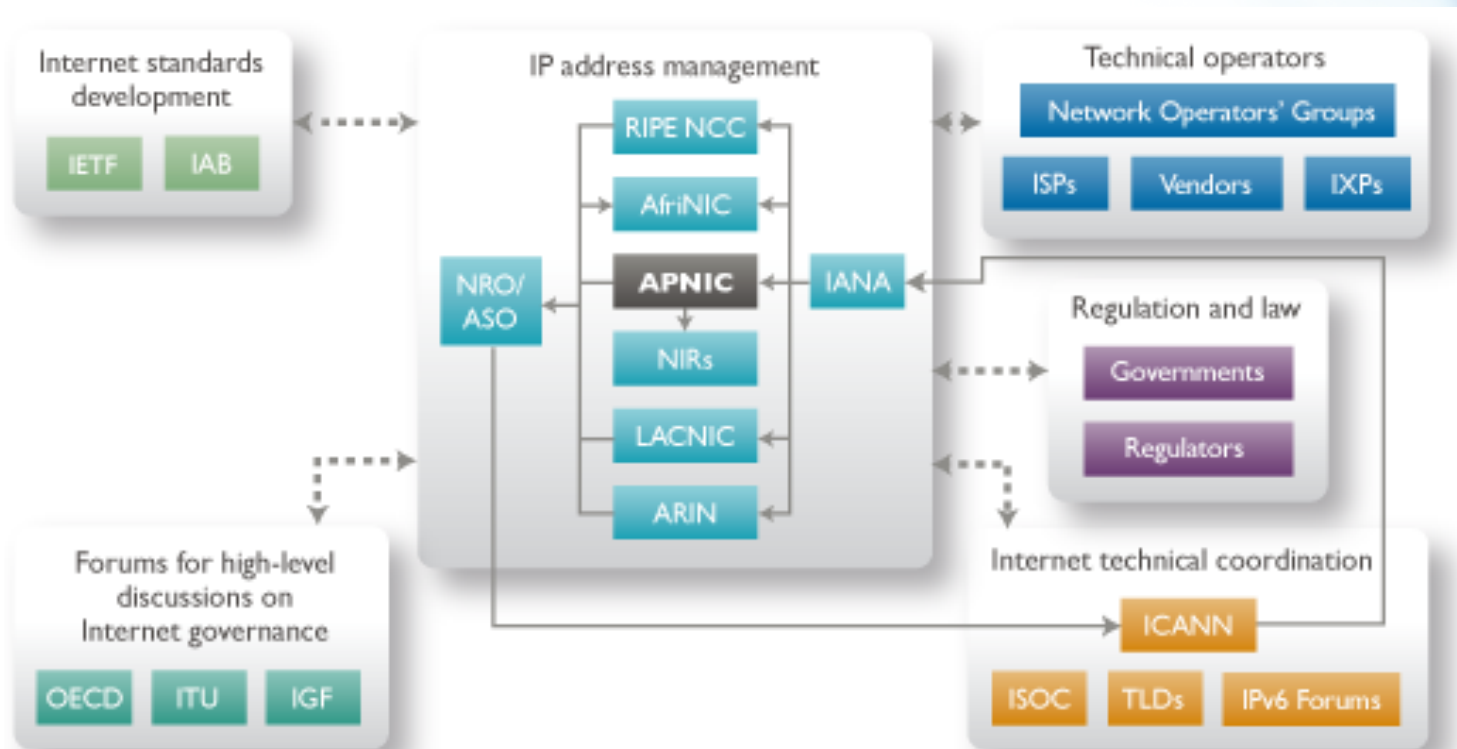 Internet standards
development
IETF
IAB
IP address management
RIPE NCC
AfriNIC
APNIC
NRO/
ASO
IANA
NIRs
LACNIC
ARIN
Technical operators
Network Operators' Groups
ISPs
Vendors
IXPs
Regulation and law
Governments
Regulators
Forums for high-level
discussions on
Internet governance
OECD
ITU
IGF
Internet technical coordination
ICANN
ISOC
TLDs
IPv6 Forums